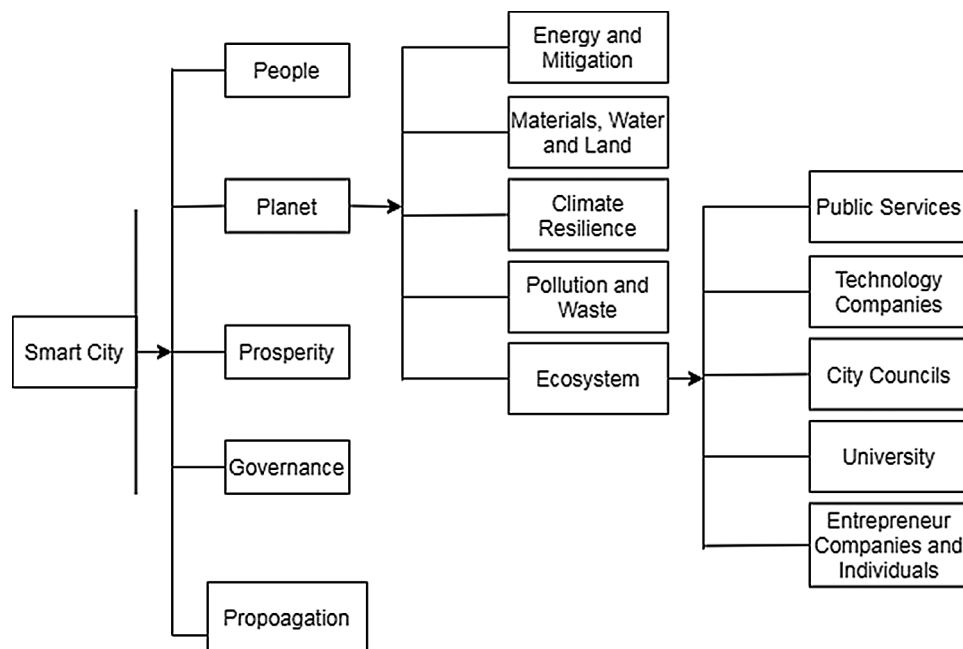 Smart City
People
Planet
Prosperity
Governance
Propoagation
Energy and
Mitigation
Materials, Water
and Land
Climate
Resilience
Pollution and
Waste
Ecosystem
Public Services
Technology
Companies
City Councils
University
Entrepreneur
Companies and
Individuals